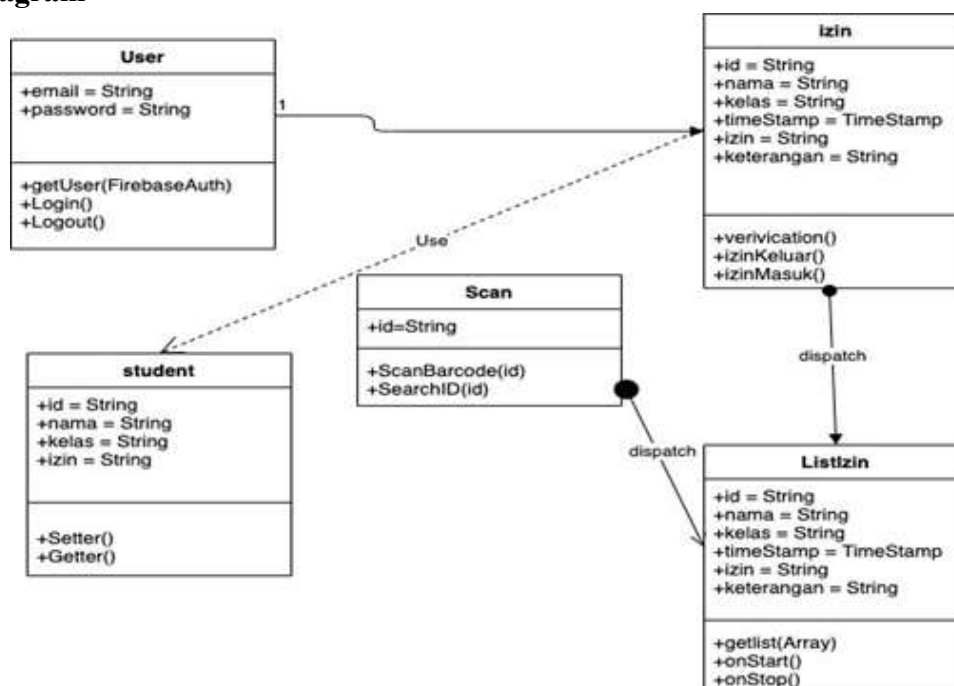 User
+email = String
+password = String
+getUser(FirebaseAuth)
+Login()
+Logout()
1
izin
+id = String
+nama = String
+kelas = String
+timeStamp = TimeStamp
+izin = String
+keterangan = String
+verivication()
+izinKeluar()
+izinMasuk()
Use
Scan
+id=String
+ScanBarcode(id)
+SearchID(id)
student
+id = String
+nama = String
+kelas = String
+izin = String
+Setter()
+Getter()
dispatch
dispatch
ListIzin
+id = String
+nama = String
+kelas = String
+timeStamp = TimeStamp
+izin = String
+keterangan = String
+getlist(Array)
+onStart()
+onStop()